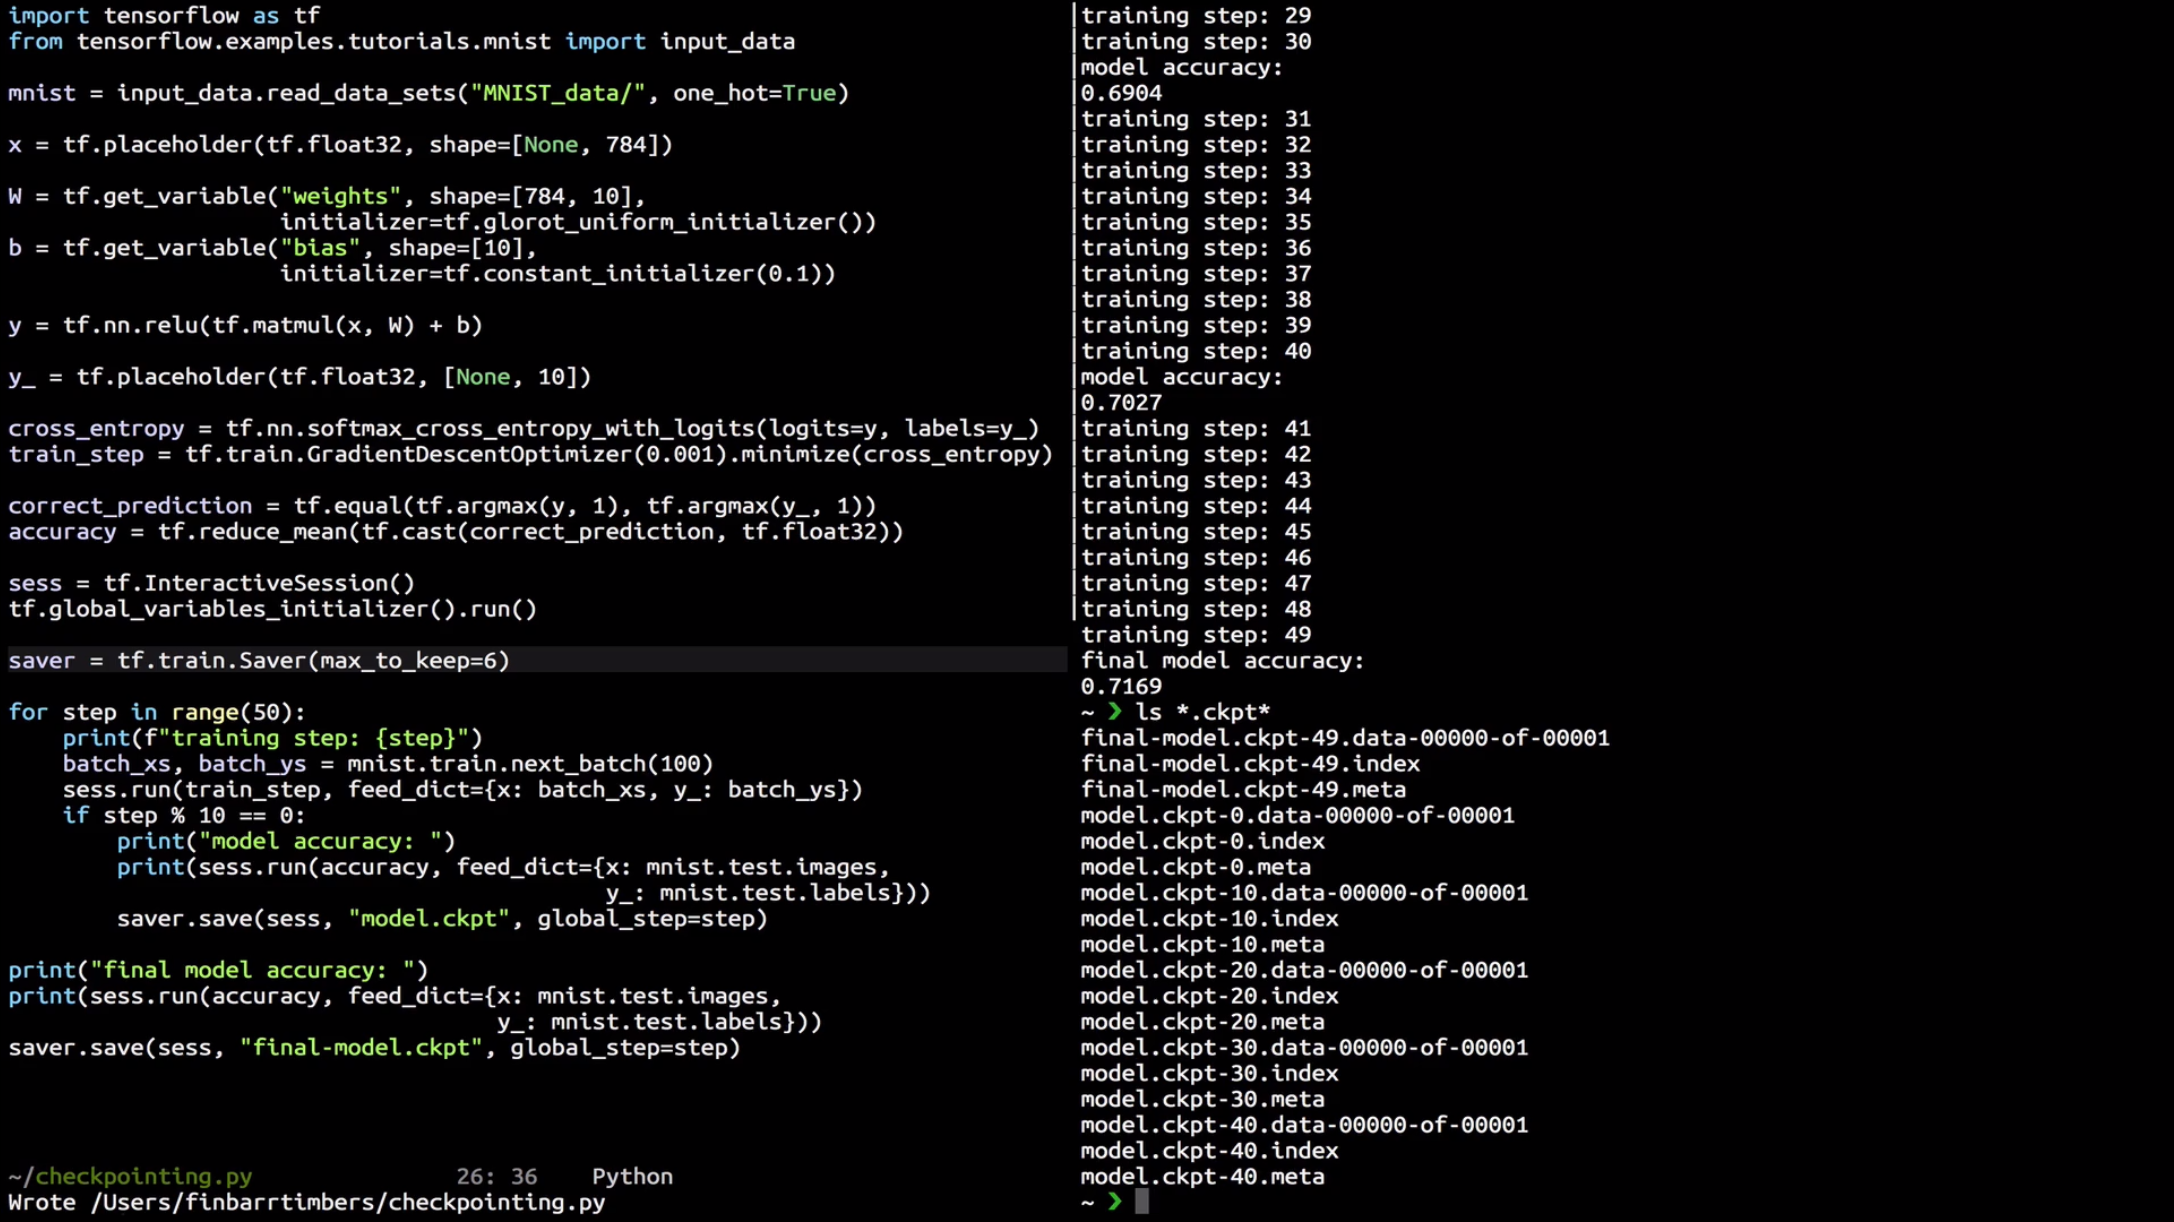 import tensorflow as tf
from tensorflow.examples.tutorials.mnist import input_data
mnist = input_data.read_data_sets("MNIST_data/", one_hot=True)
x = tf.placeholder(tf.float32, shape=[None, 784])
W = tf.get_variable("weights", shape=[784, 10],
                    initializer=tf.glorot_uniform_initializer())
b = tf.get_variable("bias", shape=[10],
                    initializer=tf.constant_initializer(0.1))
y = tf.nn.relu(tf.matmul(x, W) + b)
y_ = tf.placeholder(tf.float32, [None, 10])
cross_entropy = tf.nn.softmax_cross_entropy_with_logits(logits=y, labels=y_)
train_step = tf.train.GradientDescentOptimizer(0.001).minimize(cross_entropy)
correct_prediction = tf.equal(tf.argmax(y, 1), tf.argmax(y_, 1))
accuracy = tf.reduce_mean(tf.cast(correct_prediction, tf.float32))
sess = tf.InteractiveSession()
tf.global_variables_initializer().run()
saver = tf.train.Saver(max_to_keep=6)
for step in range(50):
    print(f"training step: {step}")
    batch_xs, batch_ys = mnist.train.next_batch(100)
    sess.run(train_step, feed_dict={x: batch_xs, y_: batch_ys})
    if step % 10 == 0:
        print("model accuracy: ")
        print(sess.run(accuracy, feed_dict={x: mnist.test.images,
                                            y_: mnist.test.labels}))
        saver.save(sess, "model.ckpt", global_step=step)
print("final model accuracy: ")
print(sess.run(accuracy, feed_dict={x: mnist.test.images,
                                    y_: mnist.test.labels}))
saver.save(sess, "final-model.ckpt", global_step=step)
~/checkpointing.py 26: 36 Python
Wrote /Users/finbarrtimbers/checkpointing.py
training step: 29
training step: 30
model accuracy:
0.6904
training step: 31
training step: 32
training step: 33
training step: 34
training step: 35
training step: 36
training step: 37
training step: 38
training step: 39
training step: 40
model accuracy:
0.7027
training step: 41
training step: 42
training step: 43
training step: 44
training step: 45
training step: 46
training step: 47
training step: 48
training step: 49
final model accuracy:
0.7169
~ ❯ ls *.ckpt*
final-model.ckpt-49.data-00000-of-00001
final-model.ckpt-49.index
final-model.ckpt-49.meta
model.ckpt-0.data-00000-of-00001
model.ckpt-0.index
model.ckpt-0.meta
model.ckpt-10.data-00000-of-00001
model.ckpt-10.index
model.ckpt-10.meta
model.ckpt-20.data-00000-of-00001
model.ckpt-20.index
model.ckpt-20.meta
model.ckpt-30.data-00000-of-00001
model.ckpt-30.index
model.ckpt-30.meta
model.ckpt-40.data-00000-of-00001
model.ckpt-40.index
model.ckpt-40.meta
~ ❯